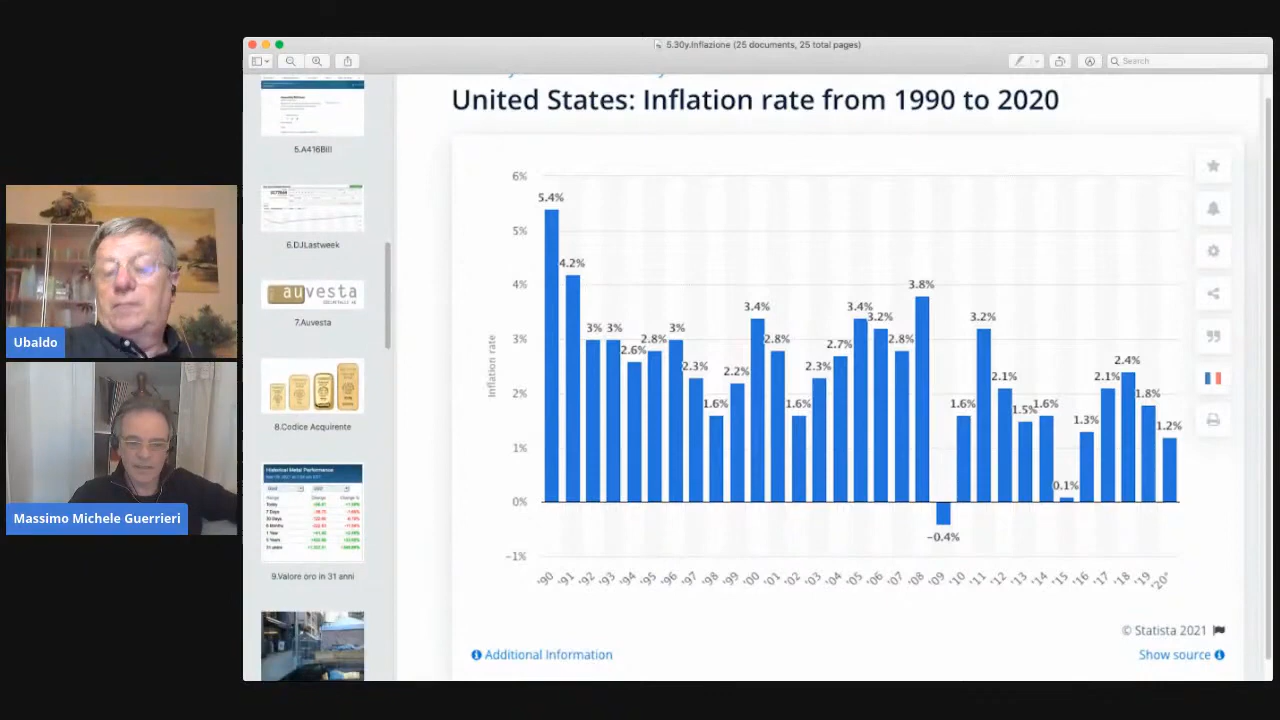 5.30y.Inflazione (25 documents, 25 total pages)
Search
5.A416Bill
6.DJLastweek
auvesta
7.Auvesta
8.Codice Acquirente
Historical Metal Performance
9.Valore oro in 31 anni
Ubaldo
Massimo Michele Guerrieri
United States: Inflation rate from 1990 to 2020
Inflation rate
6%
5%
4%
3%
2%
1%
0%
−1%
5.4%
4.2%
3%
3%
2.6%
2.8%
3%
2.3%
1.6%
2.2%
3.4%
2.8%
1.6%
2.3%
2.7%
3.4%
3.2%
2.8%
3.8%
−0.4%
1.6%
3.2%
2.1%
1.5%
1.6%
0.1%
1.3%
2.1%
2.4%
1.8%
1.2%
'90 '91 '92 '93 '94 '95 '96 '97 '98 '99 '00 '01 '02 '03 '04 '05 '06 '07 '08 '09 '10 '11 '12 '13 '14 '15 '16 '17 '18 '19 '20*
© Statista 2021
Additional Information
Show source